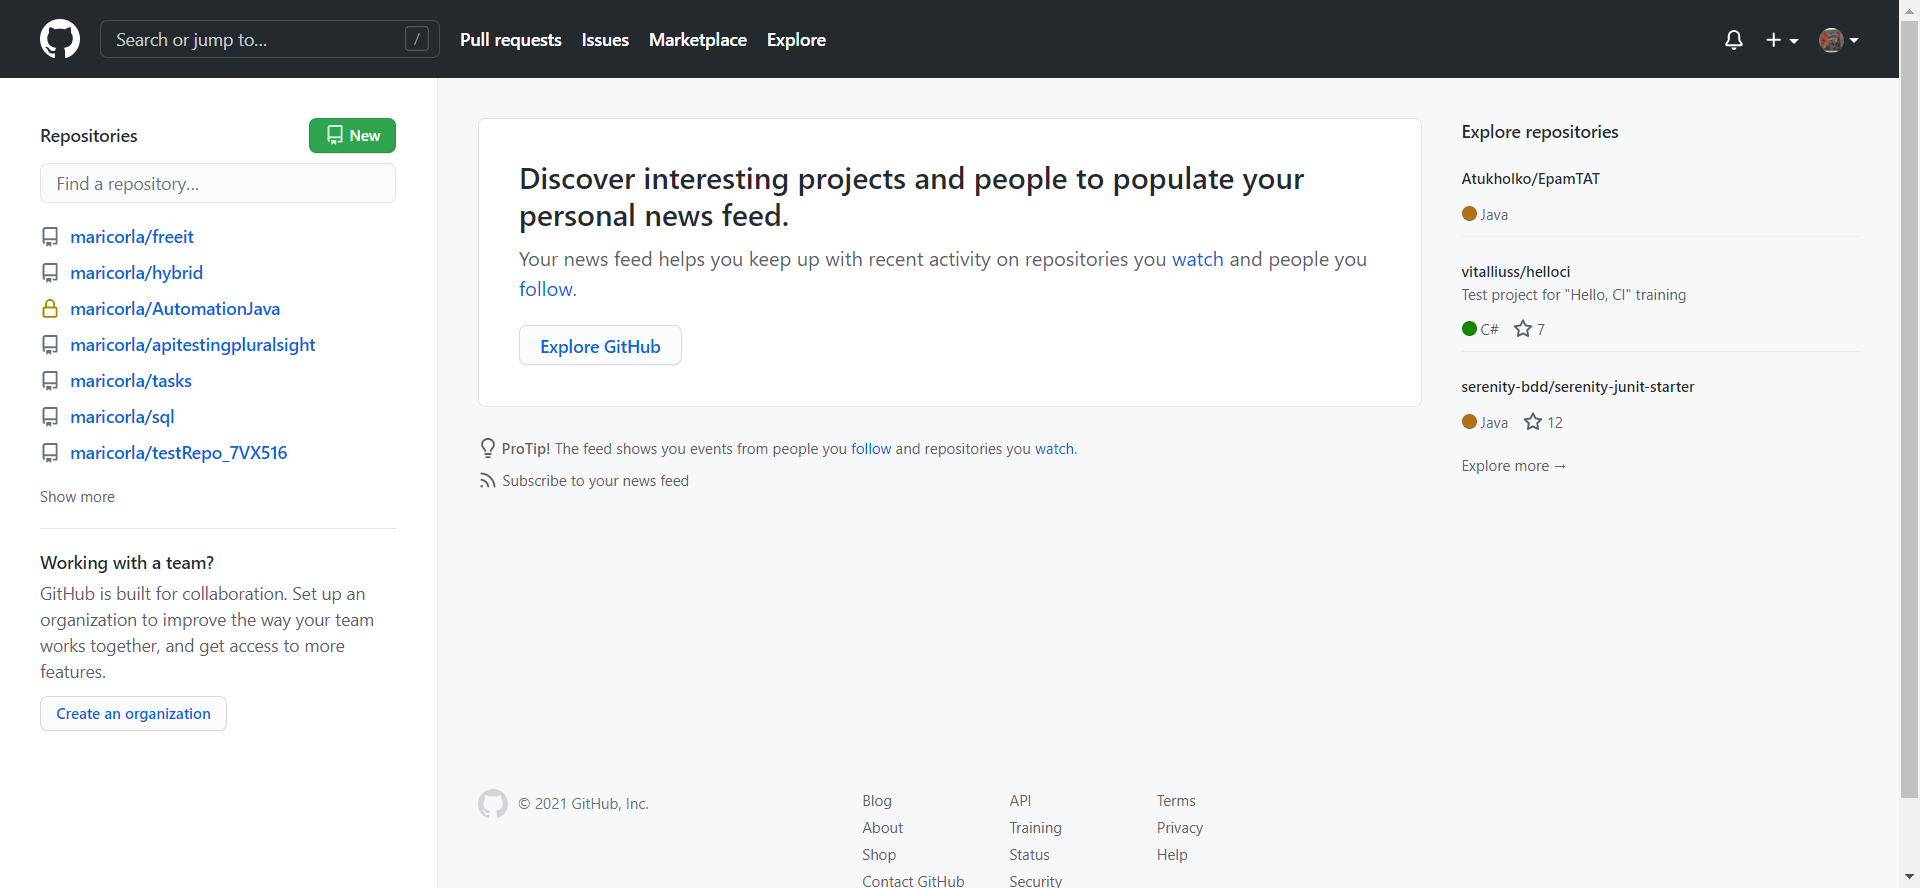 Search or jump to...
/
Pull requests
Issues
Marketplace
Explore
Repositories
New
Find a repository...
maricorla/freeit
maricorla/hybrid
maricorla/AutomationJava
maricorla/apitestingpluralsight
maricorla/tasks
maricorla/sql
maricorla/testRepo_7VX516
Show more
Working with a team?
GitHub is built for collaboration. Set up an
organization to improve the way your team
works together, and get access to more
features.
Create an organization
Discover interesting projects and people to populate your
personal news feed.
Your news feed helps you keep up with recent activity on repositories you watch and people you
follow.
Explore GitHub
ProTip! The feed shows you events from people you follow and repositories you watch.
Subscribe to your news feed
Explore repositories
Atukholko/EpamTAT
Java
vitalliuss/helloci
Test project for "Hello, CI" training
C# 7
serenity-bdd/serenity-junit-starter
Java 12
Explore more →
© 2021 GitHub, Inc.
Blog
About
Shop
Contact GitHub
API
Training
Status
Security
Terms
Privacy
Help